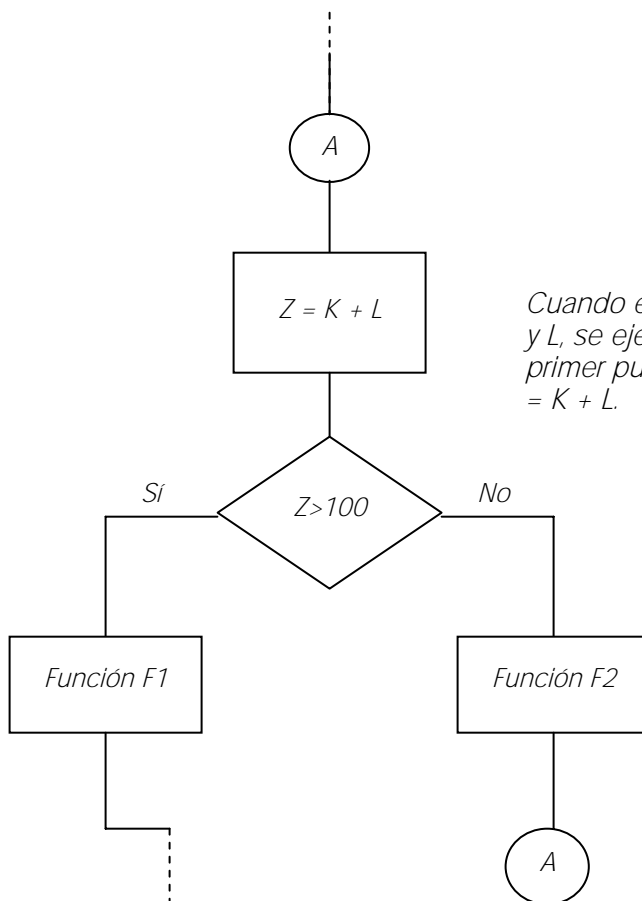 A
Z = K + L
Cuando e
y L, se eje
primer pu
= K + L.
Sí
Z>100
No
Función F1
Función F2
A